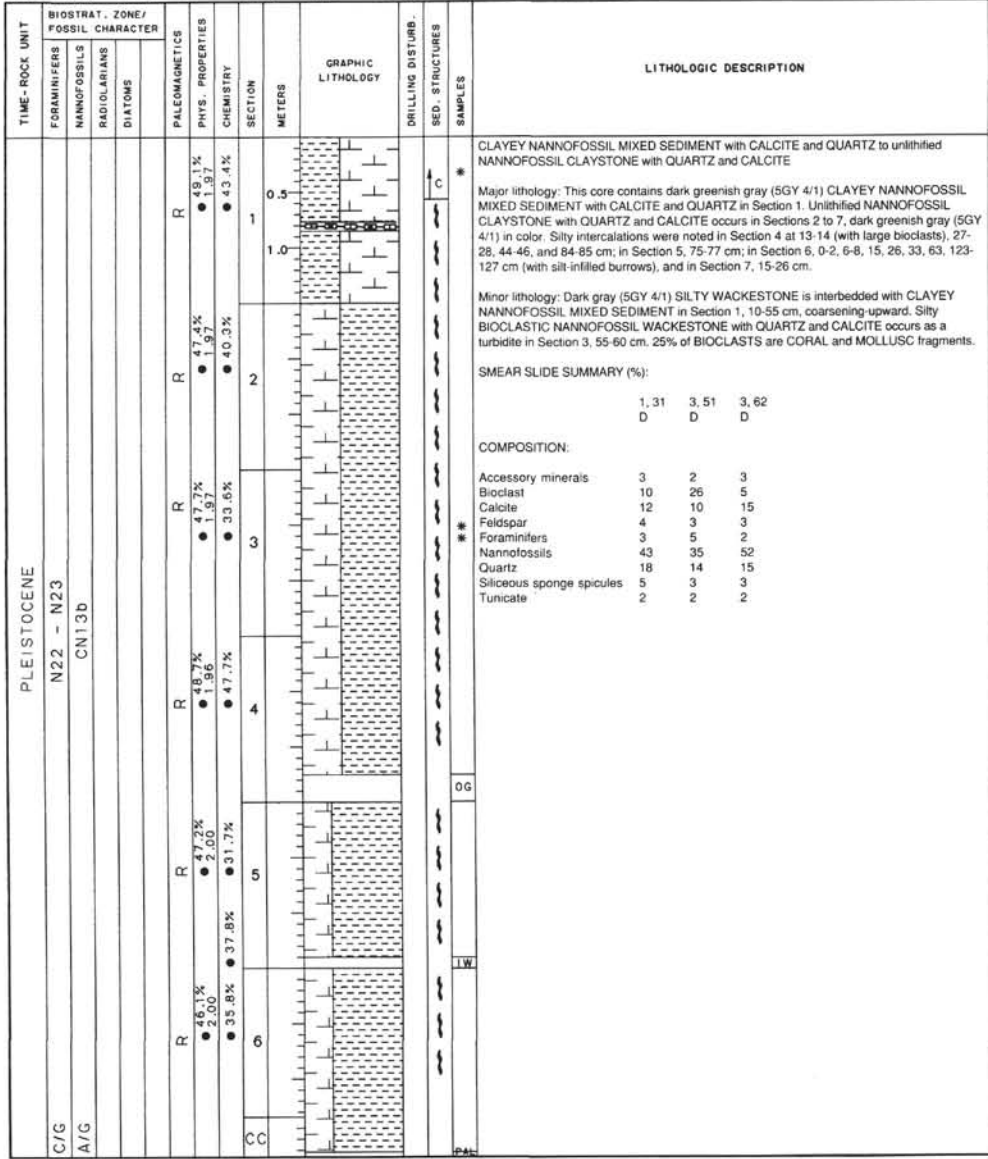 TIME-ROCK UNIT
BIOSTRAT. ZONE/
FOSSIL CHARACTER
FORAMINIFERS
NANNOFOSSILS
RADIOLARIANS
DIATOMS
PALEOMAGNETICS
PHYS. PROPERTIES
CHEMISTRY
SECTION
METERS
GRAPHIC
LITHOLOGY
DRILLING DISTURB.
SED. STRUCTURES
SAMPLES
LITHOLOGIC DESCRIPTION
PLEISTOCENE
N22 - N23
C/G
CN13b
A/G
R
R
R
R
R
R
● 49.1%
1.97
● 47.4%
1.97
● 47.7%
1.97
● 48.7%
1.96
● 47.2%
2.00
● 46.1%
2.00
● 43.4%
● 40.3%
● 33.6%
● 47.7%
● 31.7%
● 37.8%
● 35.8%
1
2
3
4
5
6
CC
0.5
1.0
C
*
*
*
OG
IW
PAL
CLAYEY NANNOFOSSIL MIXED SEDIMENT with CALCITE and QUARTZ to unlithified
NANNOFOSSIL CLAYSTONE with QUARTZ and CALCITE
Major lithology: This core contains dark greenish gray (5GY 4/1) CLAYEY NANNOFOSSIL
MIXED SEDIMENT with CALCITE and QUARTZ in Section 1. Unlithified NANNOFOSSIL
CLAYSTONE with QUARTZ and CALCITE occurs in Sections 2 to 7, dark greenish gray (5GY
4/1) in color. Silty intercalations were noted in Section 4 at 13-14 (with large bioclasts), 27-
28, 44-46, and 84-85 cm; in Section 5, 75-77 cm; in Section 6, 0-2, 6-8, 15, 26, 33, 63, 123-
127 cm (with silt-infilled burrows), and in Section 7, 15-26 cm.
Minor lithology: Dark gray (5GY 4/1) SILTY WACKESTONE is interbedded with CLAYEY
NANNOFOSSIL MIXED SEDIMENT in Section 1, 10-55 cm, coarsening-upward. Silty
BIOCLASTIC NANNOFOSSIL WACKESTONE with QUARTZ and CALCITE occurs as a
turbidite in Section 3, 55-60 cm. 25% of BIOCLASTS are CORAL and MOLLUSC fragments.
SMEAR SLIDE SUMMARY (%):
1, 31 3, 51 3, 62
D D D
COMPOSITION:
Accessory minerals 3 2 3
Bioclast 10 26 5
Calcite 12 10 15
Feldspar 4 3 3
Foraminifers 3 5 2
Nannofossils 43 35 52
Quartz 18 14 15
Siliceous sponge spicules 5 3 3
Tunicate 2 2 2